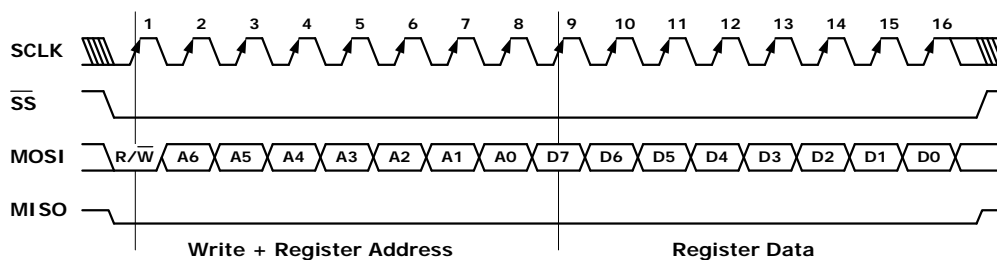 1 2 3 4 5 6 7 8 9 10 11 12 13 14 15 16
SCLK
S̅S̅
MOSI R/W̅ A6 A5 A4 A3 A2 A1 A0 D7 D6 D5 D4 D3 D2 D1 D0
MISO
Write + Register Address Register Data